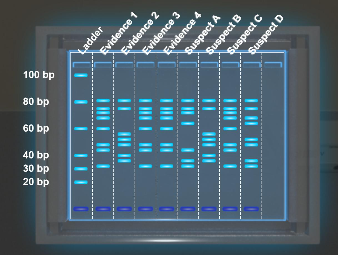 Ladder
Evidence 1
Evidence 2
Evidence 3
Evidence 4
Suspect A
Suspect B
Suspect C
Suspect D
100 bp
80 bp
60 bp
40 bp
30 bp
20 bp